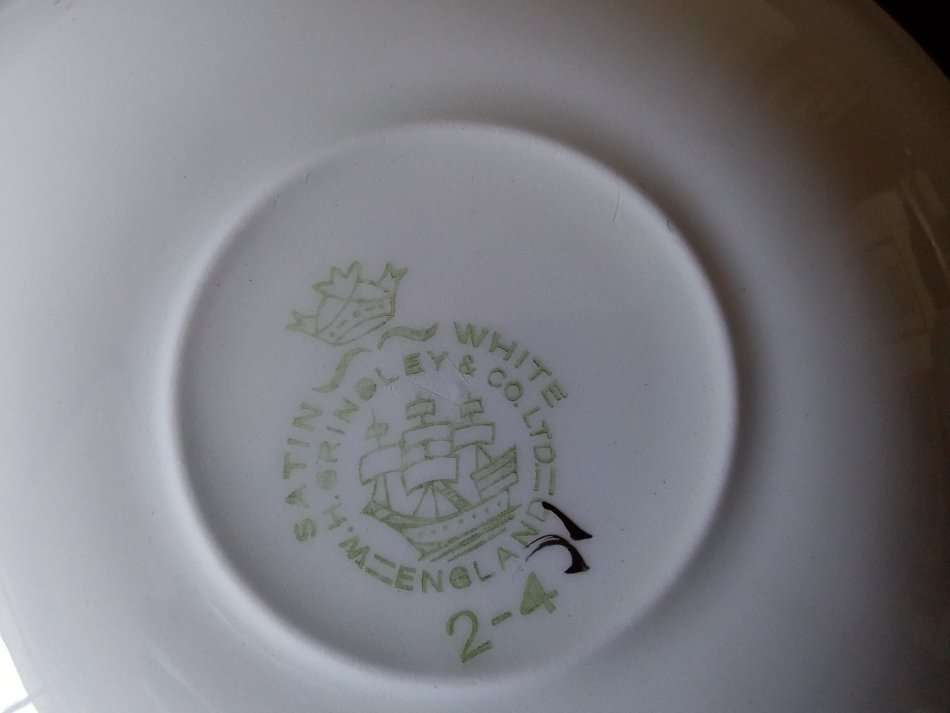 SATIN WHITE
W.H. GRINDLEY & CO. LTD.
ENGLAND
2-4